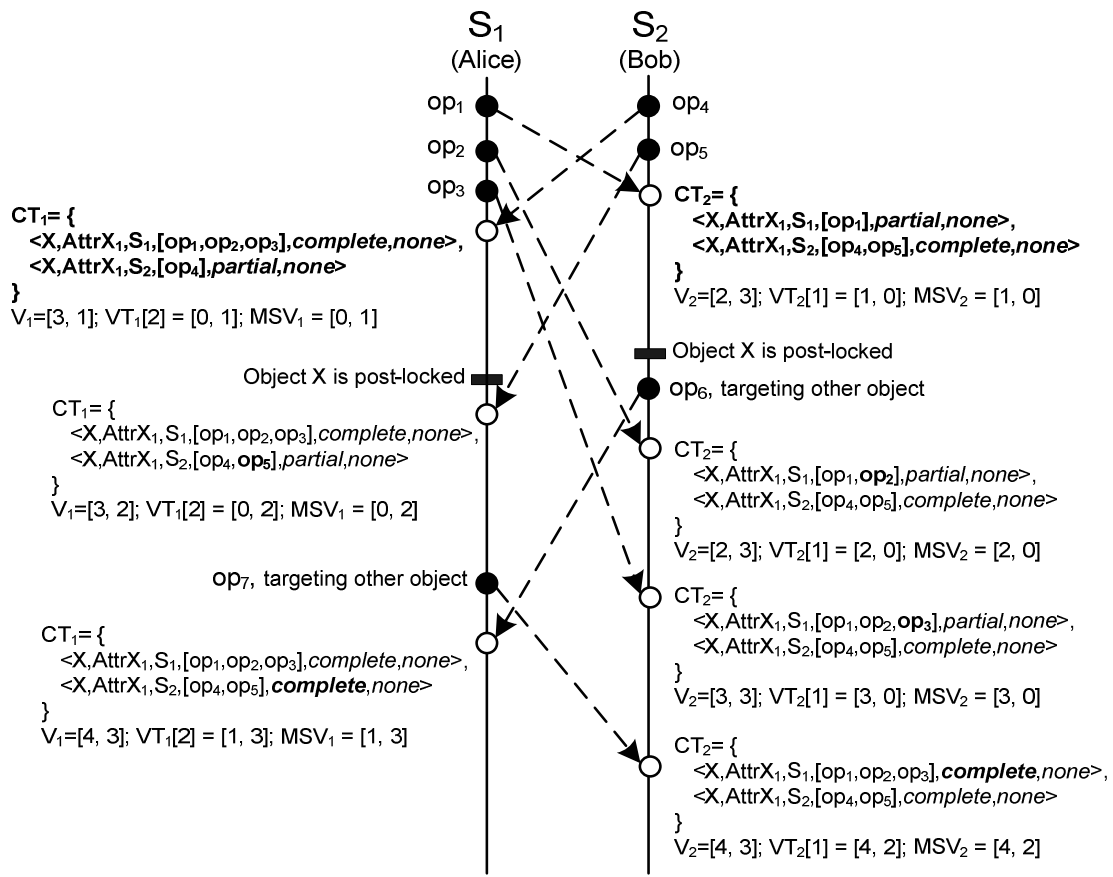 S₁
(Alice)
S₂
(Bob)
op₁
op₂
op₃
op₄
op₅
CT₁= {
<X,AttrX₁,S₁,[op₁,op₂,op₃],complete,none>,
<X,AttrX₁,S₂,[op₄],partial,none>
}
V₁=[3, 1]; VT₁[2] = [0, 1]; MSV₁ = [0, 1]
CT₂= {
<X,AttrX₁,S₁,[op₁],partial,none>,
<X,AttrX₁,S₂,[op₄,op₅],complete,none>
}
V₂=[2, 3]; VT₂[1] = [1, 0]; MSV₂ = [1, 0]
Object X is post-locked
Object X is post-locked
op₆, targeting other object
CT₁= {
<X,AttrX₁,S₁,[op₁,op₂,op₃],complete,none>,
<X,AttrX₁,S₂,[op₄,op₅],partial,none>
}
V₁=[3, 2]; VT₁[2] = [0, 2]; MSV₁ = [0, 2]
CT₂= {
<X,AttrX₁,S₁,[op₁,op₂],partial,none>,
<X,AttrX₁,S₂,[op₄,op₅],complete,none>
}
V₂=[2, 3]; VT₂[1] = [2, 0]; MSV₂ = [2, 0]
op₇, targeting other object
CT₂= {
<X,AttrX₁,S₁,[op₁,op₂,op₃],partial,none>,
<X,AttrX₁,S₂,[op₄,op₅],complete,none>
}
V₂=[3, 3]; VT₂[1] = [3, 0]; MSV₂ = [3, 0]
CT₁= {
<X,AttrX₁,S₁,[op₁,op₂,op₃],complete,none>,
<X,AttrX₁,S₂,[op₄,op₅],complete,none>
}
V₁=[4, 3]; VT₁[2] = [1, 3]; MSV₁ = [1, 3]
CT₂= {
<X,AttrX₁,S₁,[op₁,op₂,op₃],complete,none>,
<X,AttrX₁,S₂,[op₄,op₅],complete,none>
}
V₂=[4, 3]; VT₂[1] = [4, 2]; MSV₂ = [4, 2]